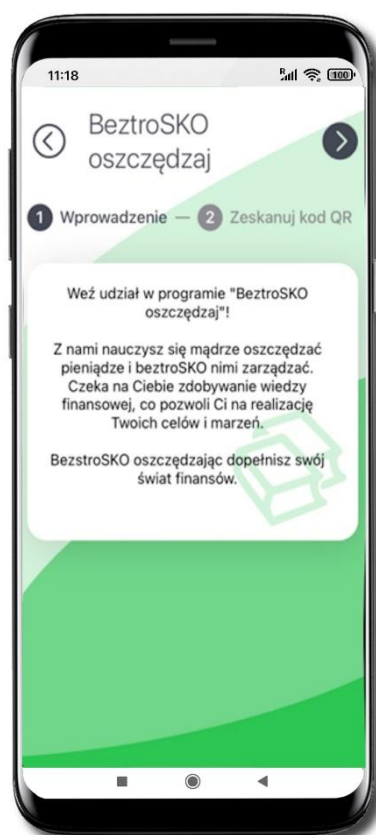 11:18
R
100
BeztroSKO
oszczędzaj
1 Wprowadzenie — 2 Zeskanuj kod QR
Weź udział w programie "BeztroSKO
oszczędzaj"!
Z nami nauczysz się mądrze oszczędzać
pieniądze i beztroSKO nimi zarządzać.
Czeka na Ciebie zdobywanie wiedzy
finansowej, co pozwoli Ci na realizację
Twoich celów i marzeń.
BezstroSKO oszczędzając dopełnisz swój
świat finansów.